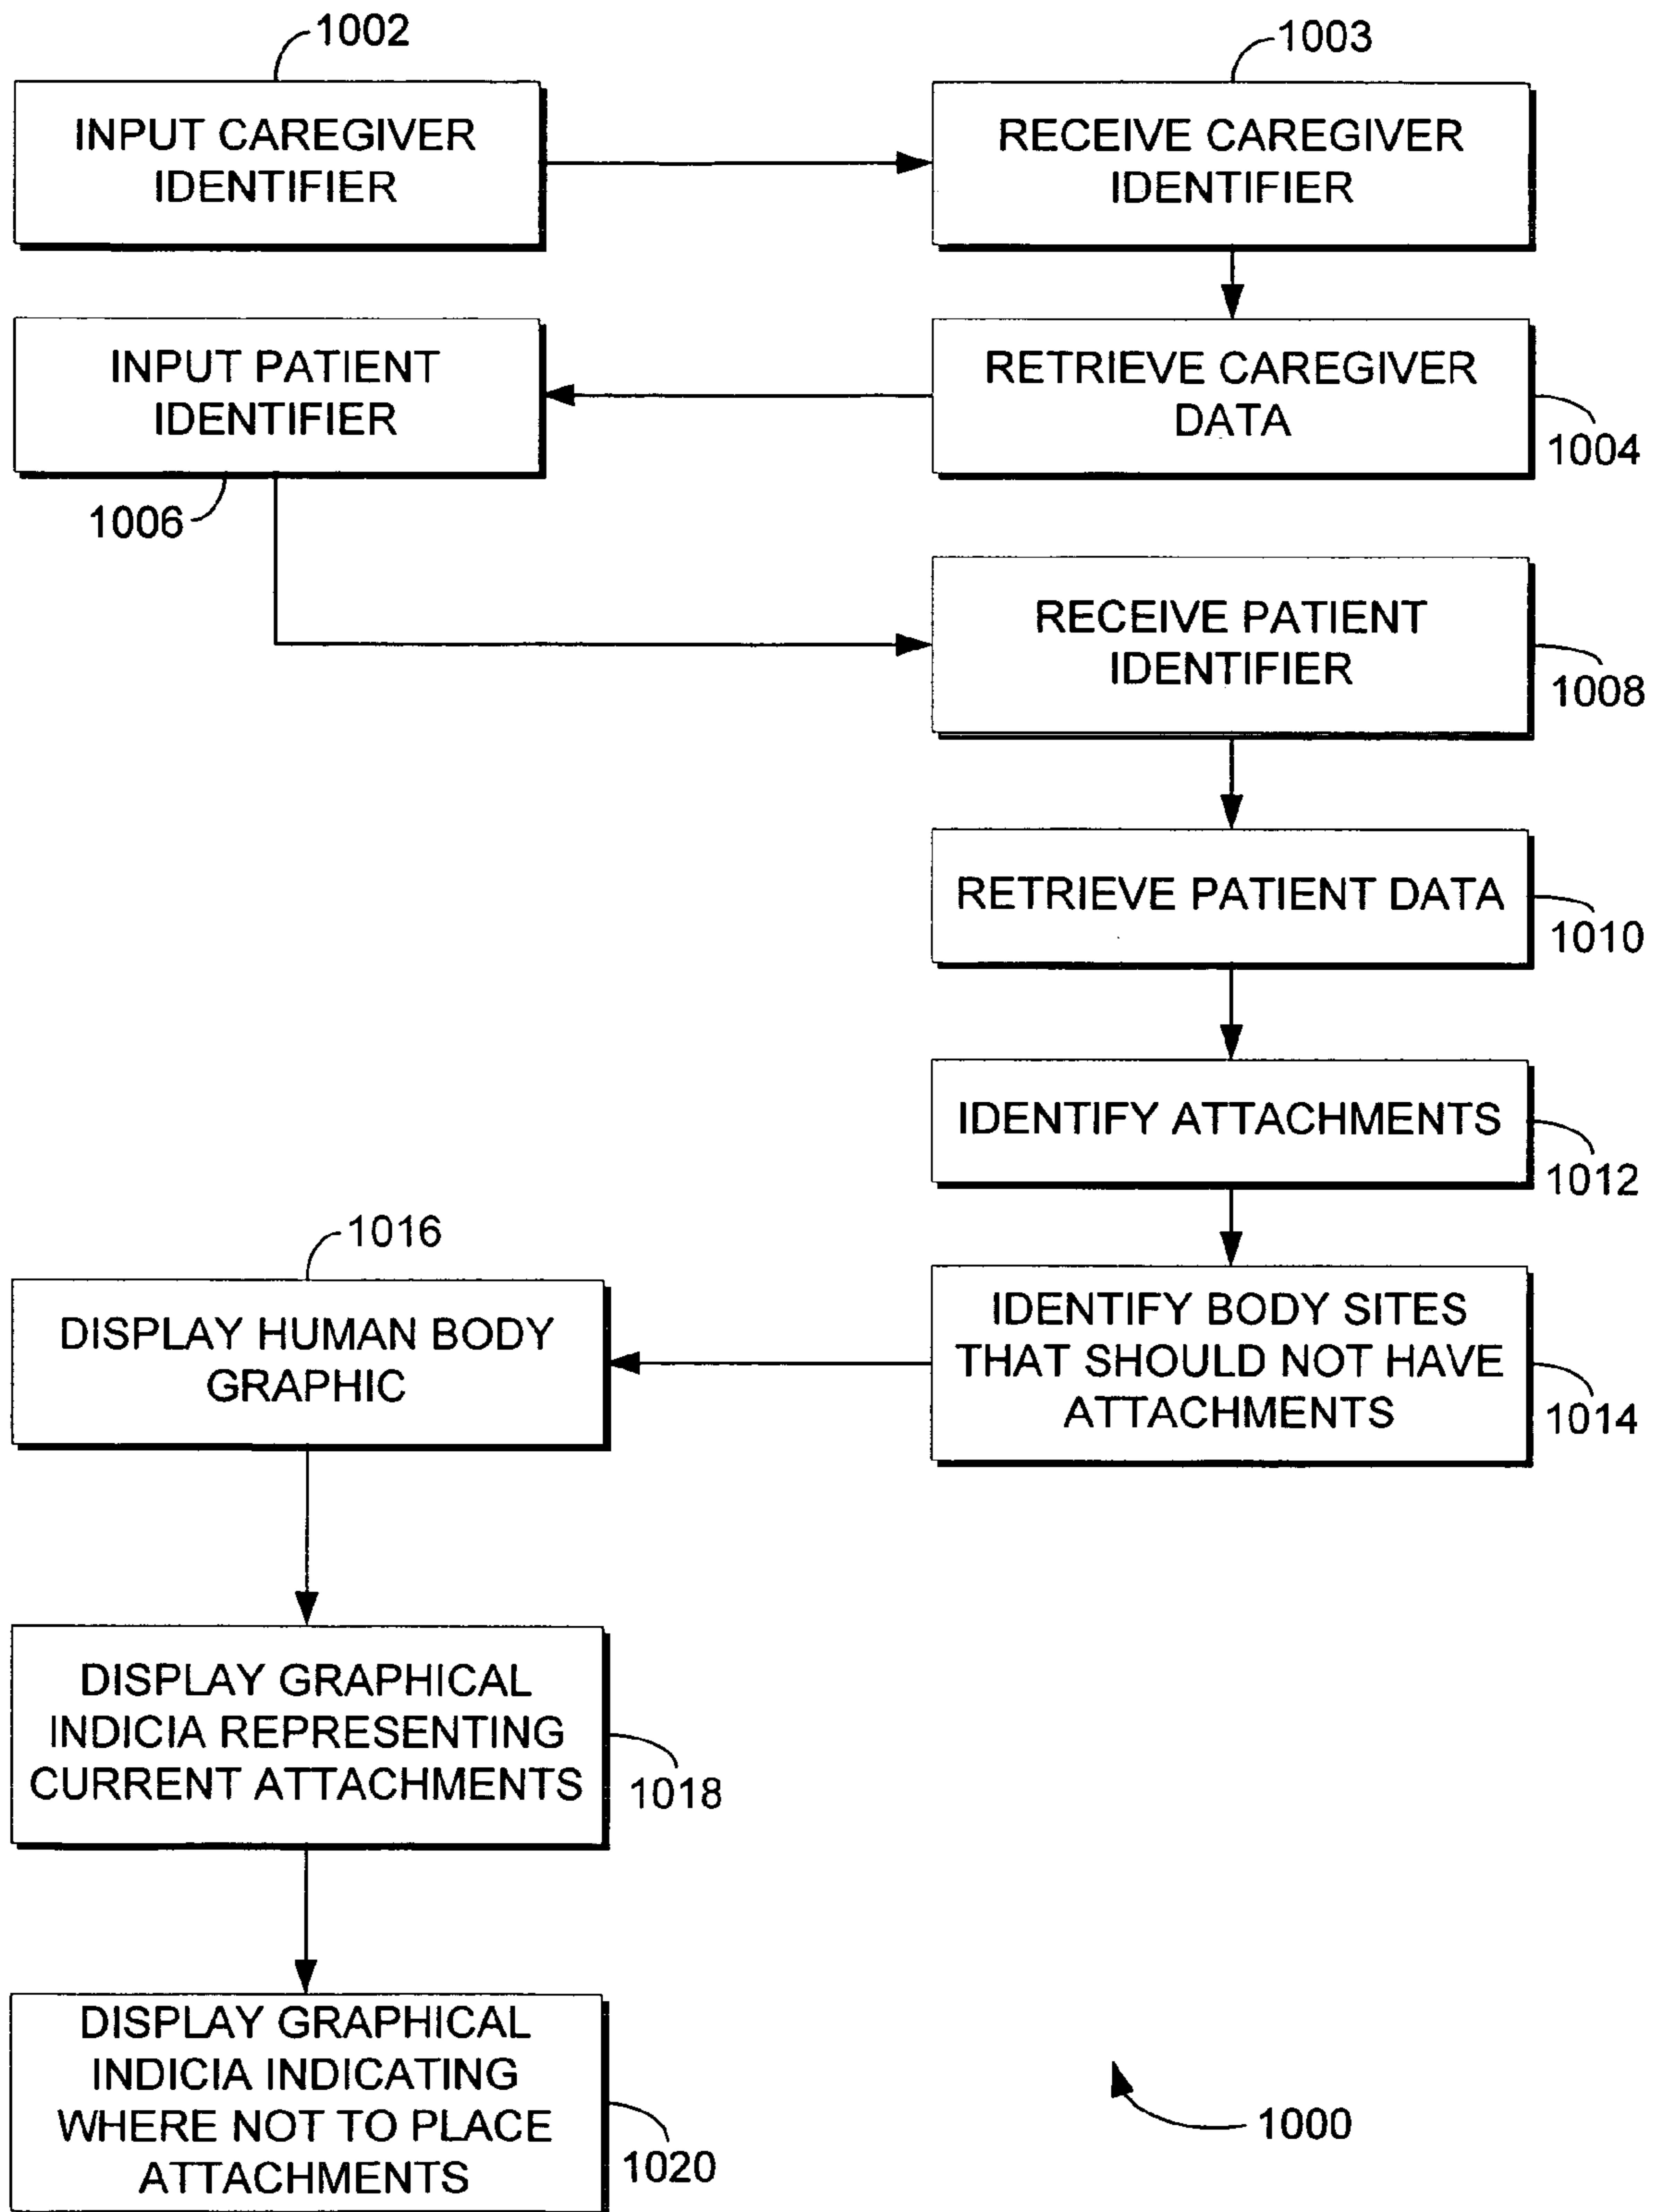 1002
INPUT CAREGIVER
IDENTIFIER
1003
RECEIVE CAREGIVER
IDENTIFIER
RETRIEVE CAREGIVER
DATA
1004
INPUT PATIENT
IDENTIFIER
1006
RECEIVE PATIENT
IDENTIFIER
1008
RETRIEVE PATIENT DATA
1010
IDENTIFY ATTACHMENTS
1012
IDENTIFY BODY SITES
THAT SHOULD NOT HAVE
ATTACHMENTS
1014
1016
DISPLAY HUMAN BODY
GRAPHIC
DISPLAY GRAPHICAL
INDICIA REPRESENTING
CURRENT ATTACHMENTS
1018
DISPLAY GRAPHICAL
INDICIA INDICATING
WHERE NOT TO PLACE
ATTACHMENTS
1020
1000